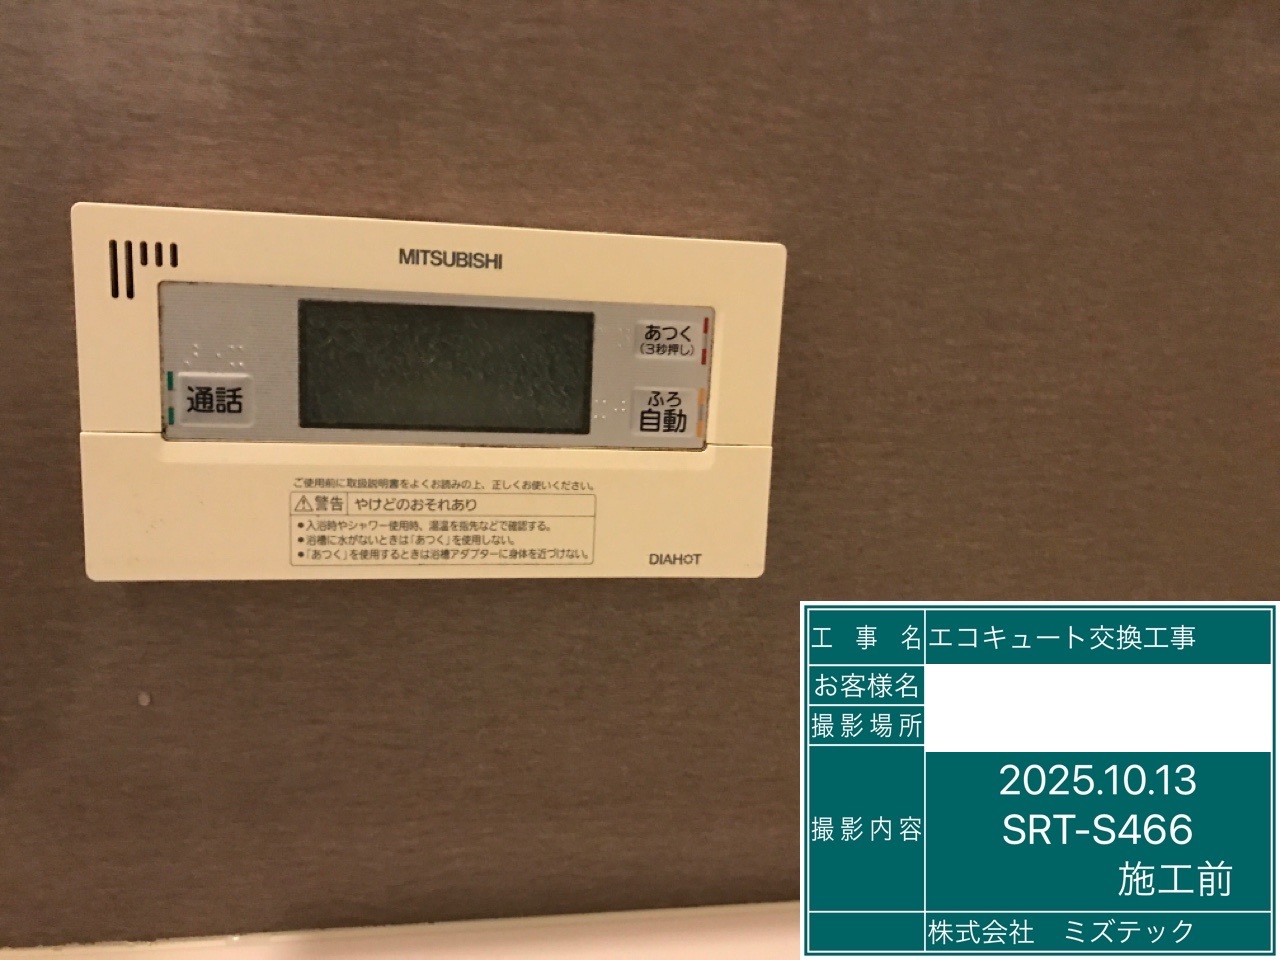 MITSUBISHI
あつく
(3秒押し)
通話
ふろ
自動
ご使用前に取扱説明書をよくお読みの上、正しくお使いください。
警告 やけどのおそれあり
●入浴時やシャワー使用時、湯温を指先などで確認する。
●浴槽に水がないときは「あつく」を使用しない。
●「あつく」を使用するときは浴槽アダプターに身体を近づけない。
DIAHOT
工事名 エコキュート交換工事
お客様名
撮影場所
撮影内容
2025.10.13
SRT-S466
施工前
株式会社 ミズテック